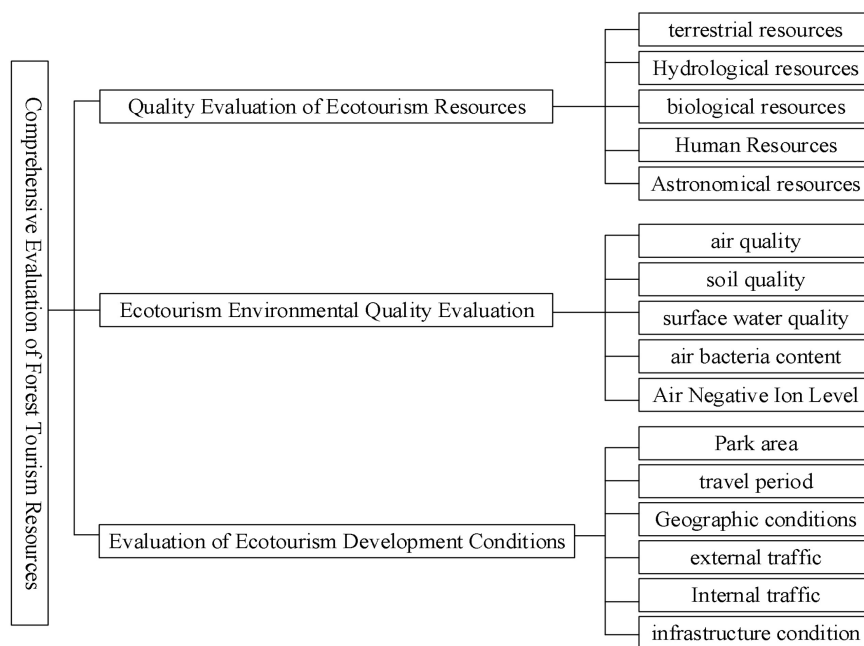 Comprehensive Evaluation of Forest Tourism Resources
Quality Evaluation of Ecotourism Resources
terrestrial resources
Hydrological resources
biological resources
Human Resources
Astronomical resources
Ecotourism Environmental Quality Evaluation
air quality
soil quality
surface water quality
air bacteria content
Air Negative Ion Level
Evaluation of Ecotourism Development Conditions
Park area
travel period
Geographic conditions
external traffic
Internal traffic
infrastructure condition